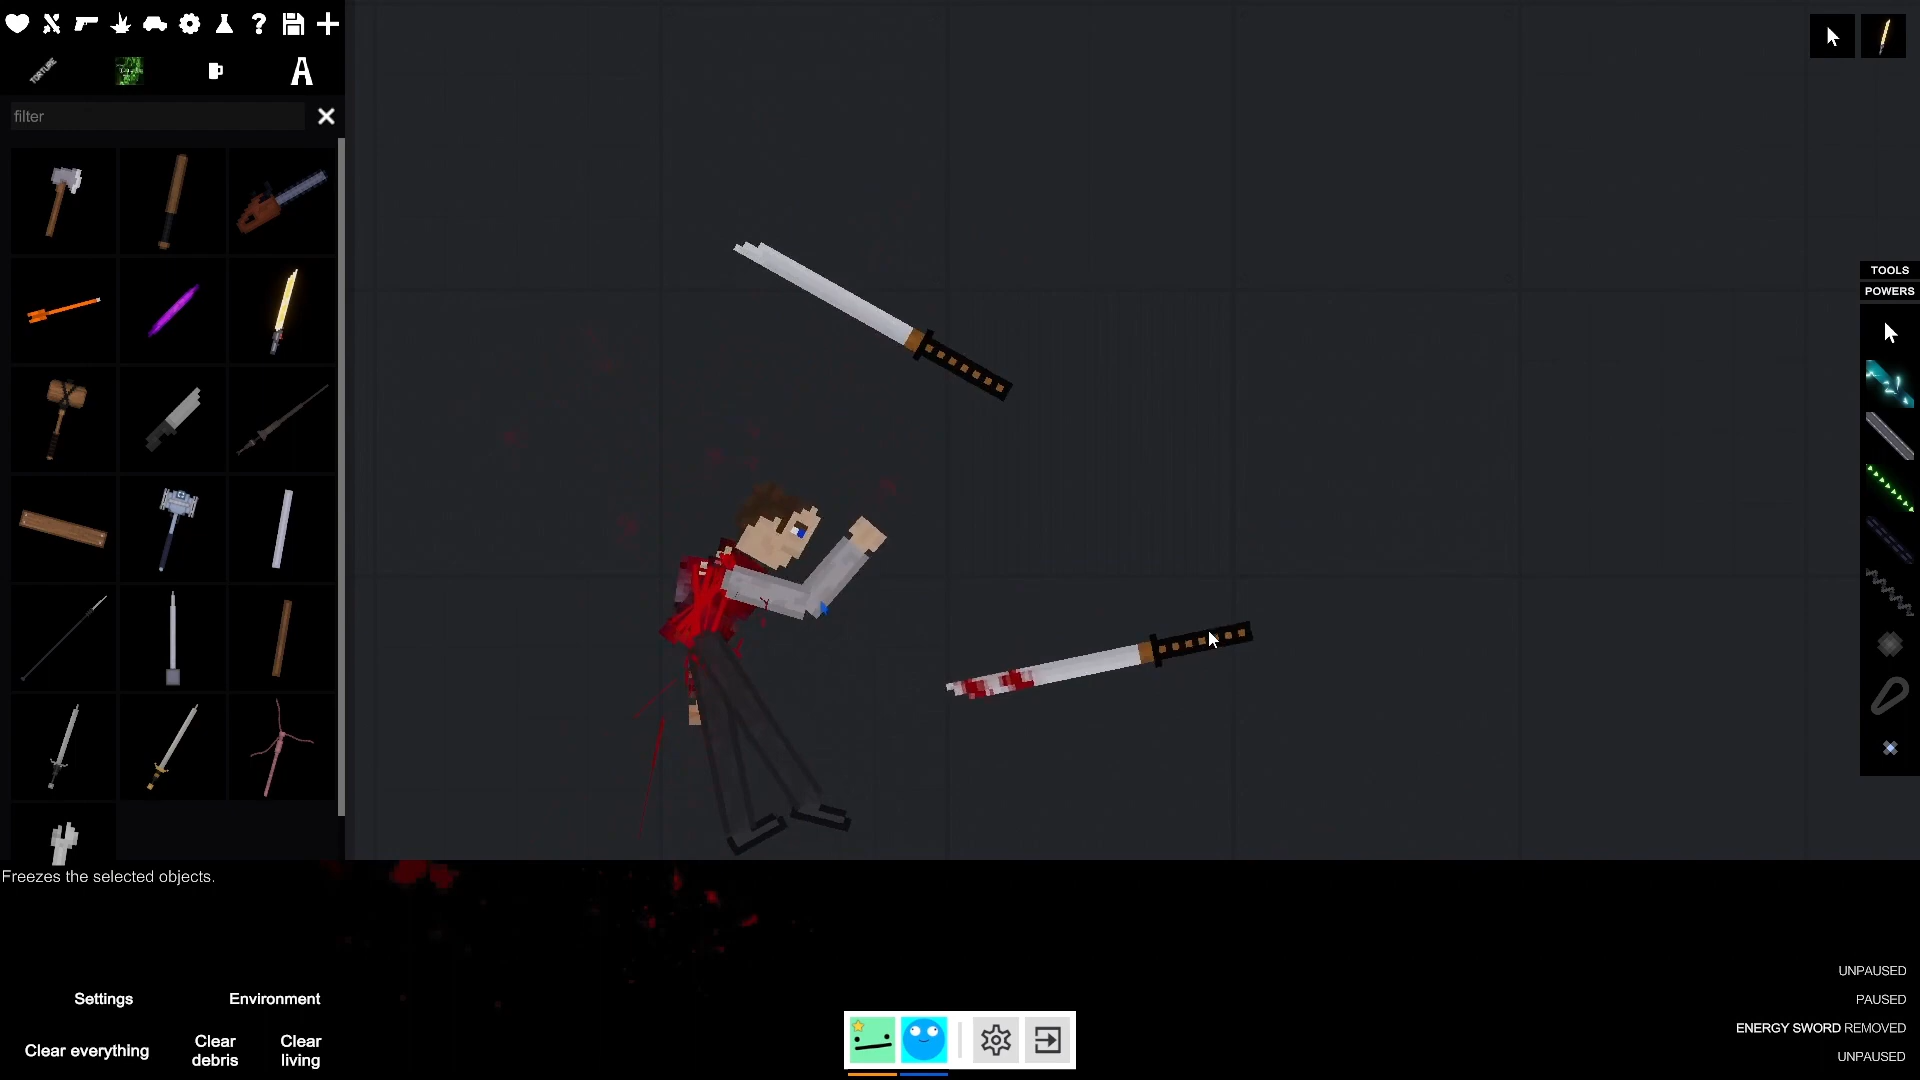 TORTURE
A
filter
TOOLS
POWERS
Freezes the selected objects.
Settings
Environment
Clear everything
Clear
debris
Clear
living
UNPAUSED
PAUSED
ENERGY SWORD REMOVED
UNPAUSED